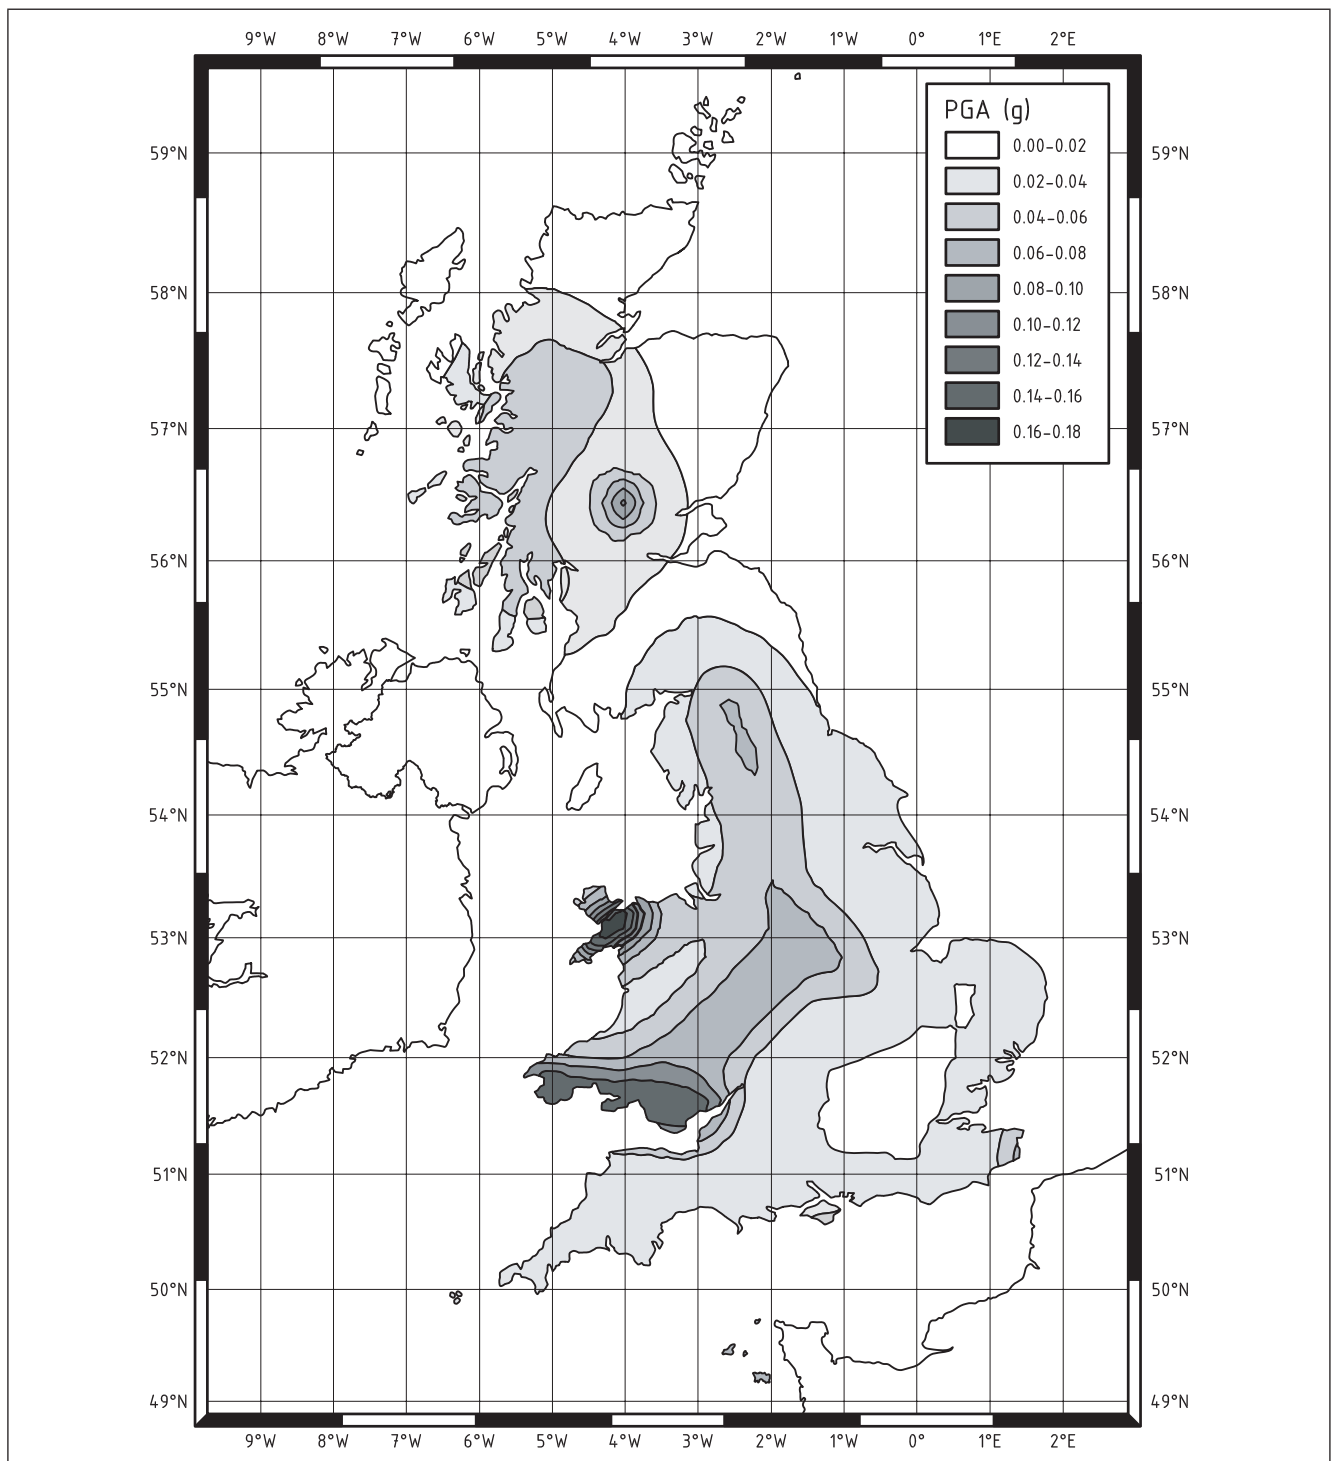 9°W 8°W 7°W 6°W 5°W 4°W 3°W 2°W 1°W 0° 1°E 2°E
PGA (g)
0.00-0.02
0.02-0.04
0.04-0.06
0.06-0.08
0.08-0.10
0.10-0.12
0.12-0.14
0.14-0.16
0.16-0.18
59°N 59°N
58°N 58°N
57°N 57°N
56°N 56°N
55°N 55°N
54°N 54°N
53°N 53°N
52°N 52°N
51°N 51°N
50°N 50°N
49°N 49°N
9°W 8°W 7°W 6°W 5°W 4°W 3°W 2°W 1°W 0° 1°E 2°E